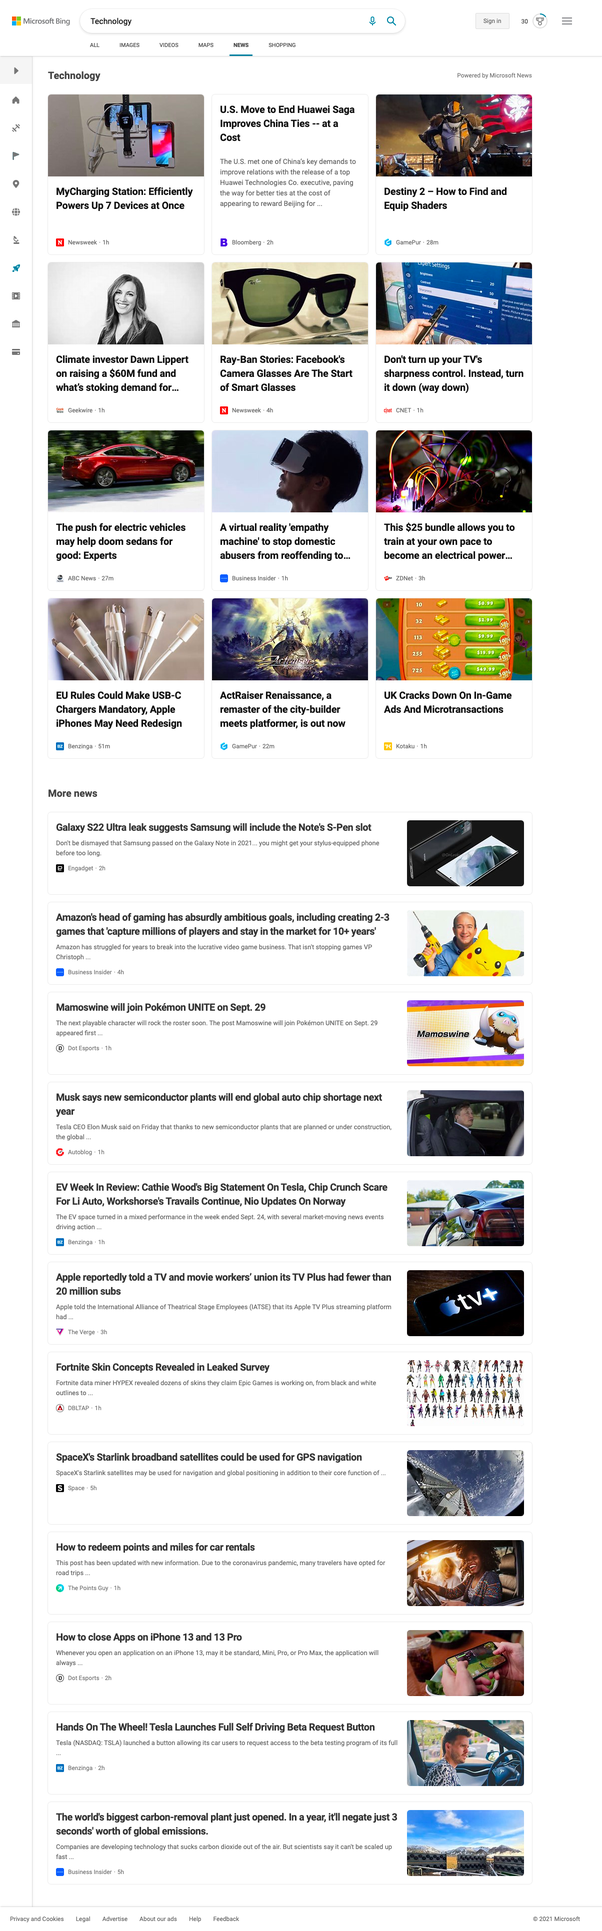 Microsoft Bing
Technology
Sign in
30
ALL IMAGES VIDEOS MAPS NEWS SHOPPING
Technology
Powered by Microsoft News
MyCharging Station: Efficiently
Powers Up 7 Devices at Once
Newsweek · 1h
U.S. Move to End Huawei Saga
Improves China Ties -- at a
Cost
The U.S. met one of China's key demands to
improve relations with the release of a top
Huawei Technologies Co. executive, paving
the way for better ties at the cost of
appearing to reward Beijing for ...
Bloomberg · 2h
Destiny 2 – How to Find and
Equip Shaders
GamePur · 28m
Climate investor Dawn Lippert
on raising a $60M fund and
what's stoking demand for...
Geekwire · 1h
Ray-Ban Stories: Facebook's
Camera Glasses Are The Start
of Smart Glasses
Newsweek · 4h
Expert Settings
Don't turn up your TV's
sharpness control. Instead, turn
it down (way down)
CNET · 1h
The push for electric vehicles
may help doom sedans for
good: Experts
ABC News · 27m
A virtual reality 'empathy
machine' to stop domestic
abusers from reoffending to...
Business Insider · 1h
This $25 bundle allows you to
train at your own pace to
become an electrical power...
ZDNet · 3h
EU Rules Could Make USB-C
Chargers Mandatory, Apple
iPhones May Need Redesign
Benzinga · 51m
ActRaiser Renaissance, a
remaster of the city-builder
meets platformer, is out now
GamePur · 22m
10
32
113
255
725
UK Cracks Down On In-Game
Ads And Microtransactions
Kotaku · 1h
More news
Galaxy S22 Ultra leak suggests Samsung will include the Note's S-Pen slot
Don't be dismayed that Samsung passed on the Galaxy Note in 2021... you might get your stylus-equipped phone
before too long.
Engadget · 2h
Amazon's head of gaming has absurdly ambitious goals, including creating 2-3
games that 'capture millions of players and stay in the market for 10+ years'
Amazon has struggled for years to break into the lucrative video game business. That isn't stopping games VP
Christoph ...
Business Insider · 4h
Mamoswine will join Pokémon UNITE on Sept. 29
The next playable character will rock the roster soon. The post Mamoswine will join Pokémon UNITE on Sept. 29
appeared first ...
Dot Esports · 1h
Mamoswine
Musk says new semiconductor plants will end global auto chip shortage next
year
Tesla CEO Elon Musk said on Friday that thanks to new semiconductor plants that are planned or under construction,
the global ...
Autoblog · 1h
EV Week In Review: Cathie Wood's Big Statement On Tesla, Chip Crunch Scare
For Li Auto, Workshorse's Travails Continue, Nio Updates On Norway
The EV space turned in a mixed performance in the week ended Sept. 24, with several market-moving news events
driving action ...
Benzinga · 1h
Apple reportedly told a TV and movie workers' union its TV Plus had fewer than
20 million subs
Apple told the International Alliance of Theatrical Stage Employees (IATSE) that its Apple TV Plus streaming platform
had ...
The Verge · 3h
tv+
Fortnite Skin Concepts Revealed in Leaked Survey
Fortnite data miner HYPEX revealed dozens of skins they claim Epic Games is working on, from black and white
outlines to ...
DBLTAP · 1h
SpaceX's Starlink broadband satellites could be used for GPS navigation
SpaceX's Starlink satellites may be used for navigation and global positioning in addition to their core function of ...
Space · 5h
How to redeem points and miles for car rentals
This post has been updated with new information. Due to the coronavirus pandemic, many travelers have opted for
road trips ...
The Points Guy · 1h
How to close Apps on iPhone 13 and 13 Pro
Whenever you open an application on an iPhone 13, may it be standard, Mini, Pro, or Pro Max, the application will
always ...
Dot Esports · 2h
Hands On The Wheel! Tesla Launches Full Self Driving Beta Request Button
Tesla (NASDAQ: TSLA) launched a button allowing its car users to request access to the beta testing program of its full
...
Benzinga · 2h
The world's biggest carbon-removal plant just opened. In a year, it'll negate just 3
seconds' worth of global emissions.
Companies are developing technology that sucks carbon dioxide out of the air. But scientists say it can't be scaled up
fast ...
Business Insider · 5h
Privacy and Cookies Legal Advertise About our ads Help Feedback
© 2021 Microsoft